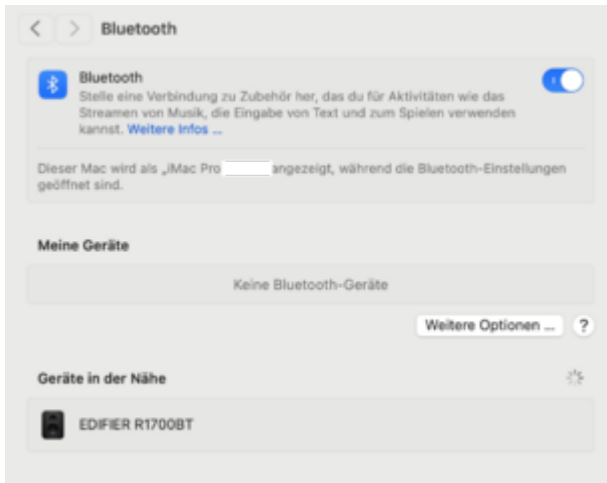 Bluetooth
Bluetooth
Stelle eine Verbindung zu Zubehör her, das du für Aktivitäten wie das
Streamen von Musik, die Eingabe von Text und zum Spielen verwenden
kannst. Weitere Infos ...
Dieser Mac wird als „iMac Pro angezeigt, während die Bluetooth-Einstellungen
geöffnet sind.
Meine Geräte
Keine Bluetooth-Geräte
Weitere Optionen ... ?
Geräte in der Nähe
EDIFIER R1700BT